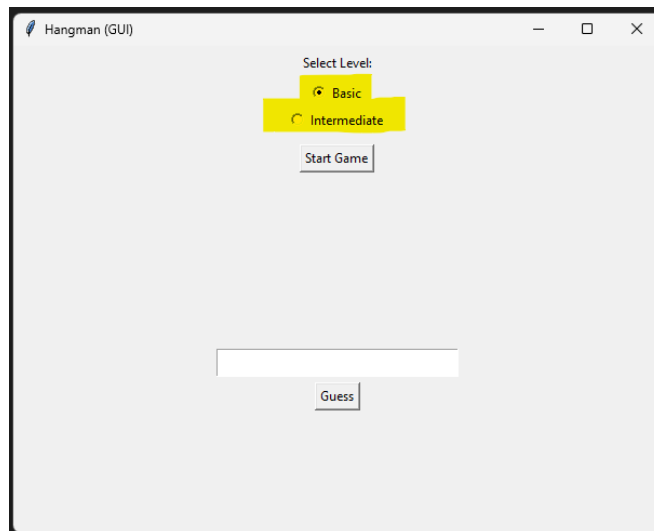 Hangman (GUI)
Select Level:
Basic
Intermediate
Start Game
Guess